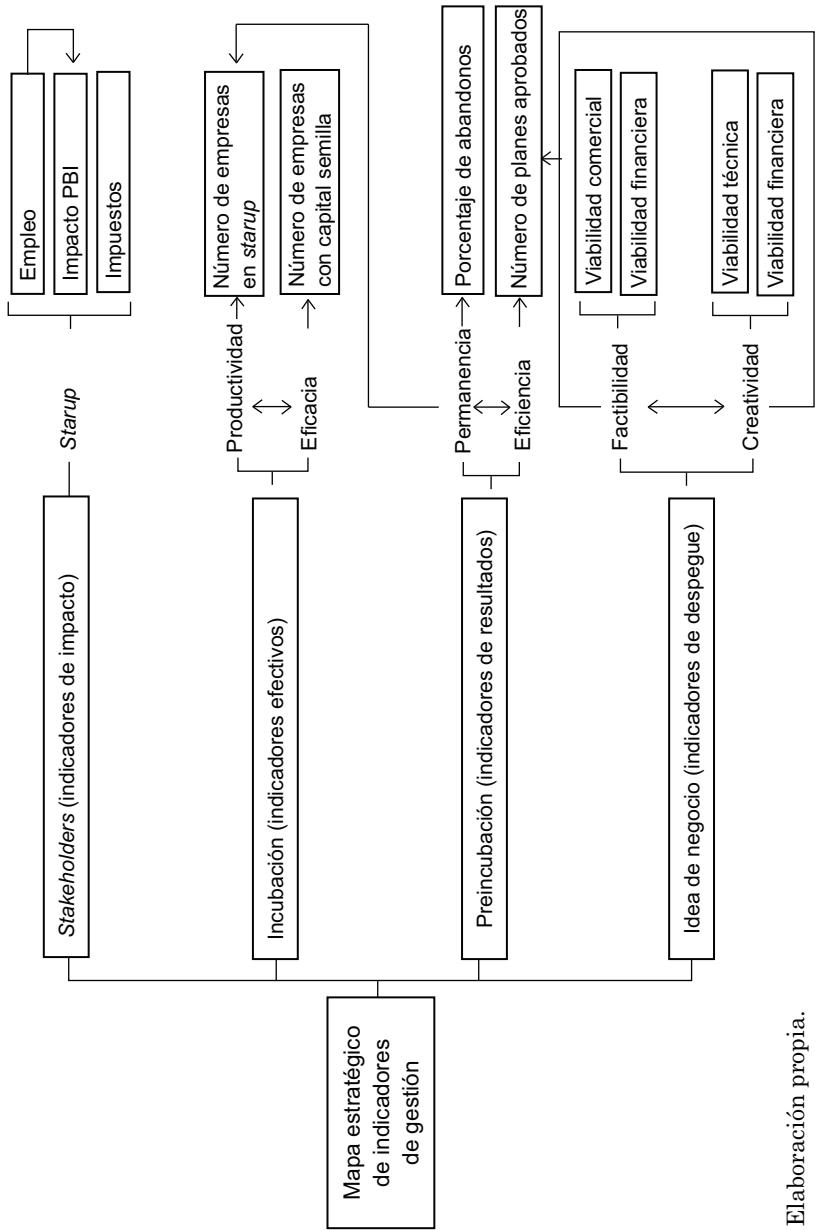 Mapa estratégico
de indicadores
de gestión
Stakeholders (indicadores de impacto)
Starup
Empleo
Impacto PBI
Impuestos
Incubación (indicadores efectivos)
Productividad
Eficacia
Número de empresas
en starup
Número de empresas
con capital semilla
Preincubación (indicadores de resultados)
Permanencia
Eficiencia
Porcentaje de abandonos
Número de planes aprobados
Idea de negocio (indicadores de despegue)
Factibilidad
Creatividad
Viabilidad comercial
Viabilidad financiera
Viabilidad técnica
Viabilidad financiera
Elaboración propia.